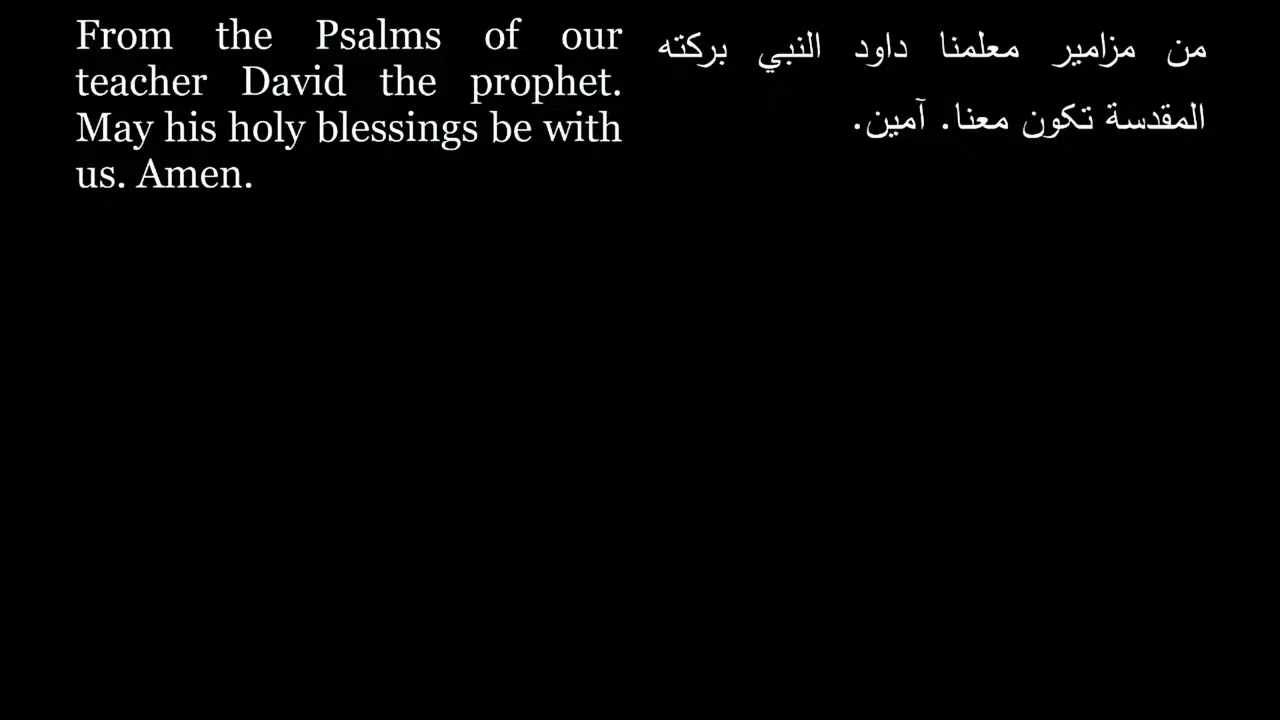 From the Psalms of our
teacher David the prophet.
May his holy blessings be with
us. Amen.
من مزامير معلمنا داود النبي بركته
المقدسة تكون معنا. آمين.